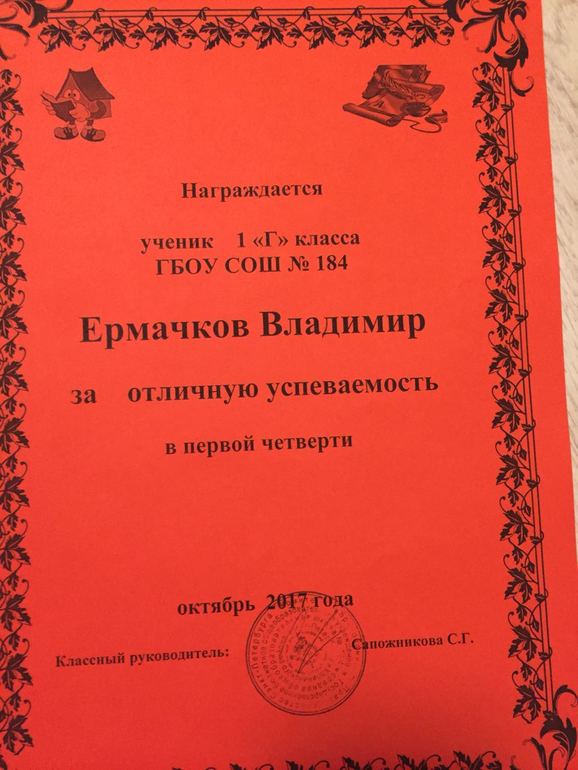 Награждается
ученик 1 «Г» класса
ГБОУ СОШ № 184
Ермачков Владимир
за отличную успеваемость
в первой четверти
октябрь 2017 года
Классный руководитель: Сапожникова С.Г.